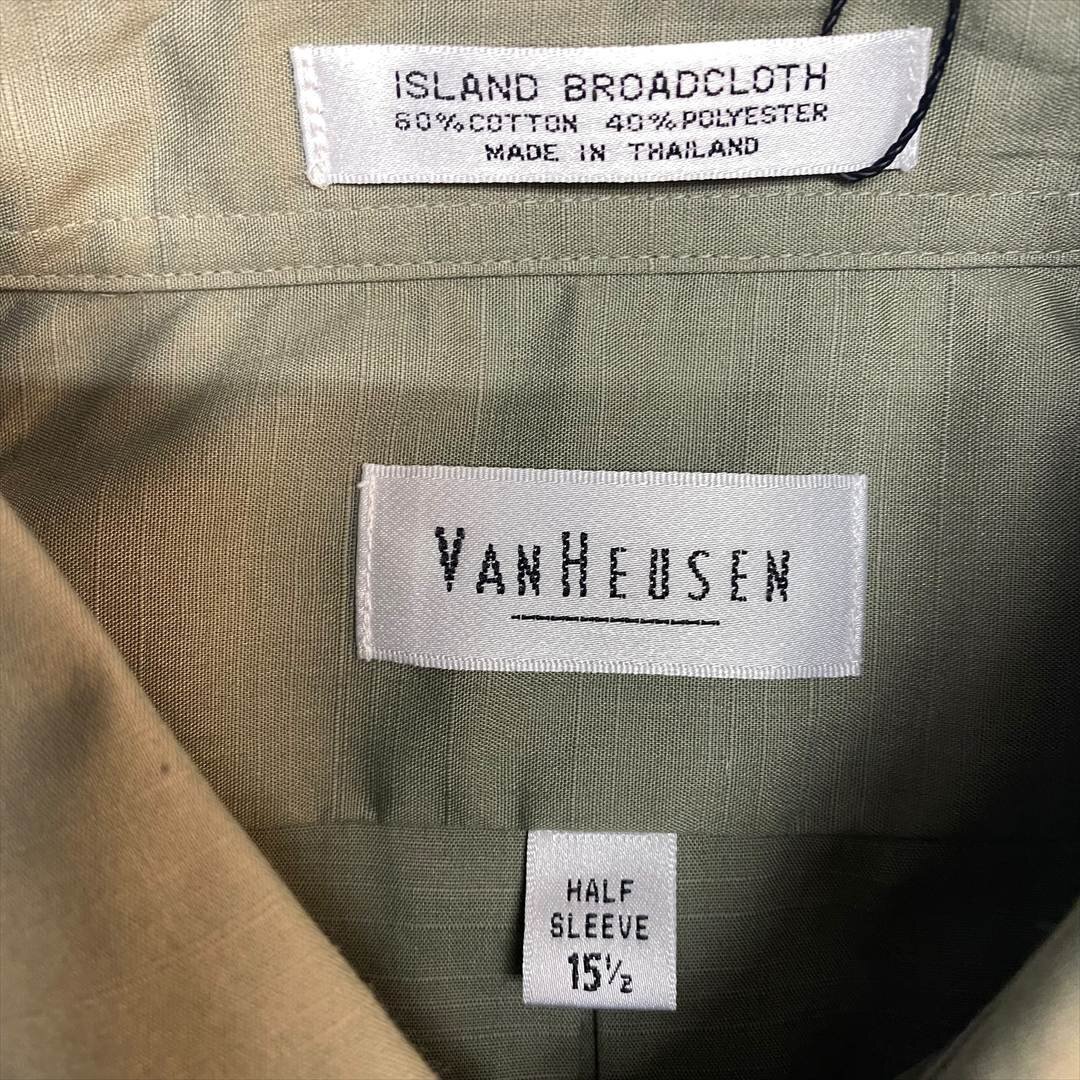 ISLAND BROADCLOTH
60% COTTON 40% POLYESTER
MADE IN THAILAND
VANHEUSEN
HALF
SLEEVE
15½